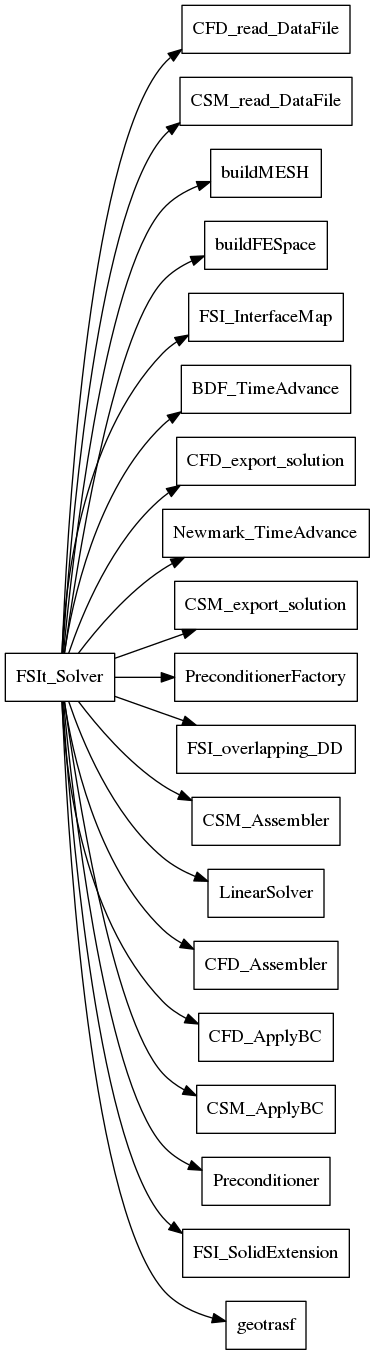 CFD_read_DataFile
CSM_read_DataFile
buildMESH
buildFESpace
FSI_InterfaceMap
BDF_TimeAdvance
CFD_export_solution
Newmark_TimeAdvance
CSM_export_solution
FSIt_Solver
PreconditionerFactory
FSI_overlapping_DD
CSM_Assembler
LinearSolver
CFD_Assembler
CFD_ApplyBC
CSM_ApplyBC
Preconditioner
FSI_SolidExtension
geotrasf